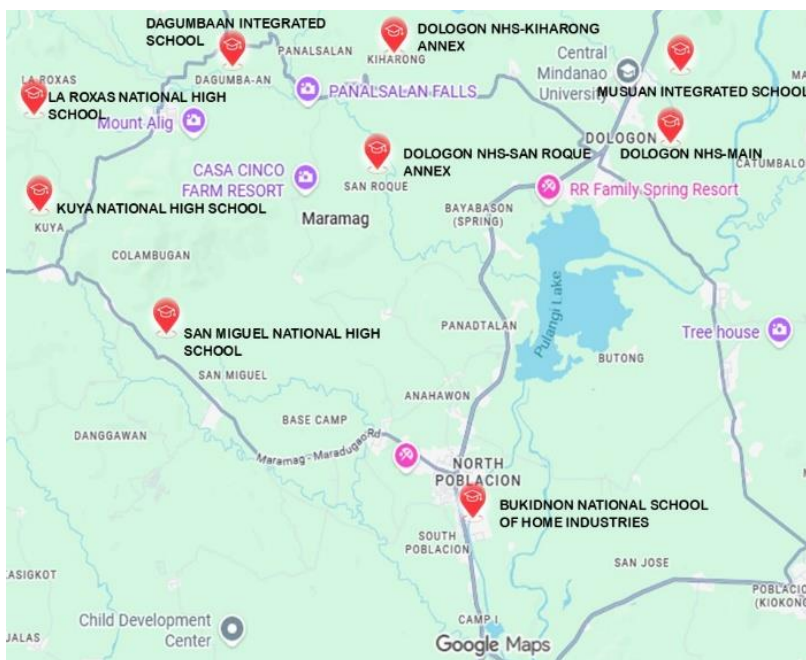 DAGUMBAAN INTEGRATED
SCHOOL
PANALSALAN
DOLOGON NHS-KIHARONG
ANNEX
KIHARONG
Central
Mindanao
University
MUSUAN INTEGRATED SCHOOL
LA ROXAS
LA ROXAS NATIONAL HIGH
SCHOOL
DAGUMBA-AN
PANALSALAN FALLS
Mount Alig
DOLOGON
DOLOGON NHS-MAIN
CATUMBALON
CASA CINCO
FARM RESORT
DOLOGON NHS-SAN ROQUE
ANNEX
SAN ROQUE
RR Family Spring Resort
KUYA NATIONAL HIGH SCHOOL
KUYA
Maramag
BAYABASON
(SPRING)
COLAMBUGAN
Pulangi Lake
SAN MIGUEL NATIONAL HIGH
SCHOOL
PANADTALAN
Tree house
BUTONG
SAN MIGUEL
ANAHAWON
BASE CAMP
DANGGAWAN
Maramag - Maradugao Rd
NORTH
POBLACION
BUKIDNON NATIONAL SCHOOL
OF HOME INDUSTRIES
SOUTH
POBLACION
SAN JOSE
KASIGKOT
POBLACIO
(KIOKONG
Child Development
Center
CAMP I
JALAS
Google Maps